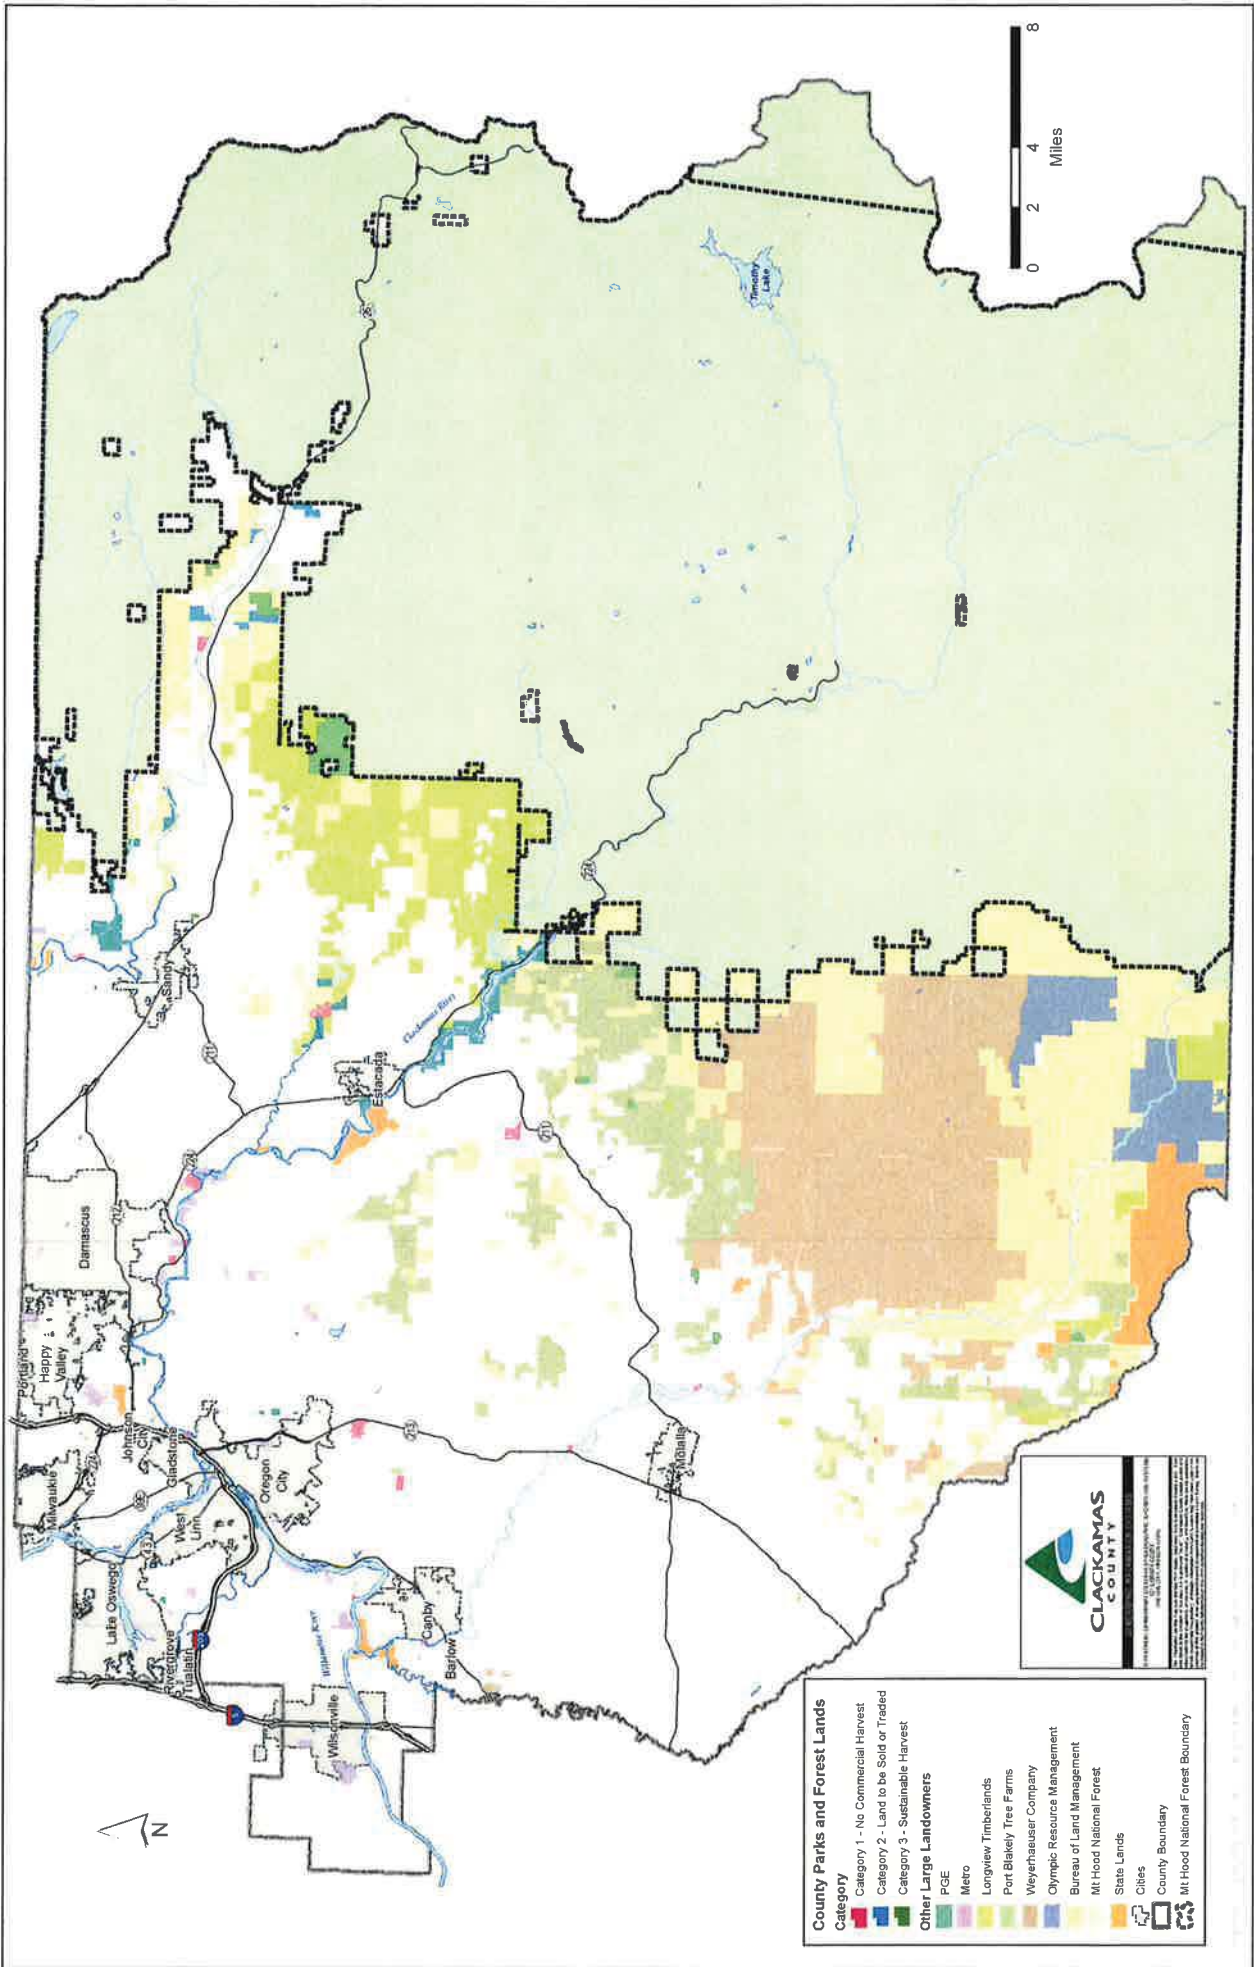 Portland
Milwaukie
Happy
Valley
Damascus
Johnson
City
Gladstone
Lake Oswego
West
Linn
Rivergrove
Tualatin
Oregon
City
Wilsonville
Canby
Barlow
Molalla
Estacada
Sandy
Willamette River
Clackamas River
Timothy
Lake
224
99E
43
212
224
211
213
211
224
26
N
0 2 4 8
Miles
County Parks and Forest Lands
Category
Category 1 - No Commercial Harvest
Category 2 - Land to be Sold or Traded
Category 3 - Sustainable Harvest
Other Large Landowners
PGE
Metro
Longview Timberlands
Port Blakely Tree Farms
Weyerhaeuser Company
Olympic Resource Management
Bureau of Land Management
Mt Hood National Forest
State Lands
Cities
County Boundary
Mt Hood National Forest Boundary
CLACKAMAS
COUNTY